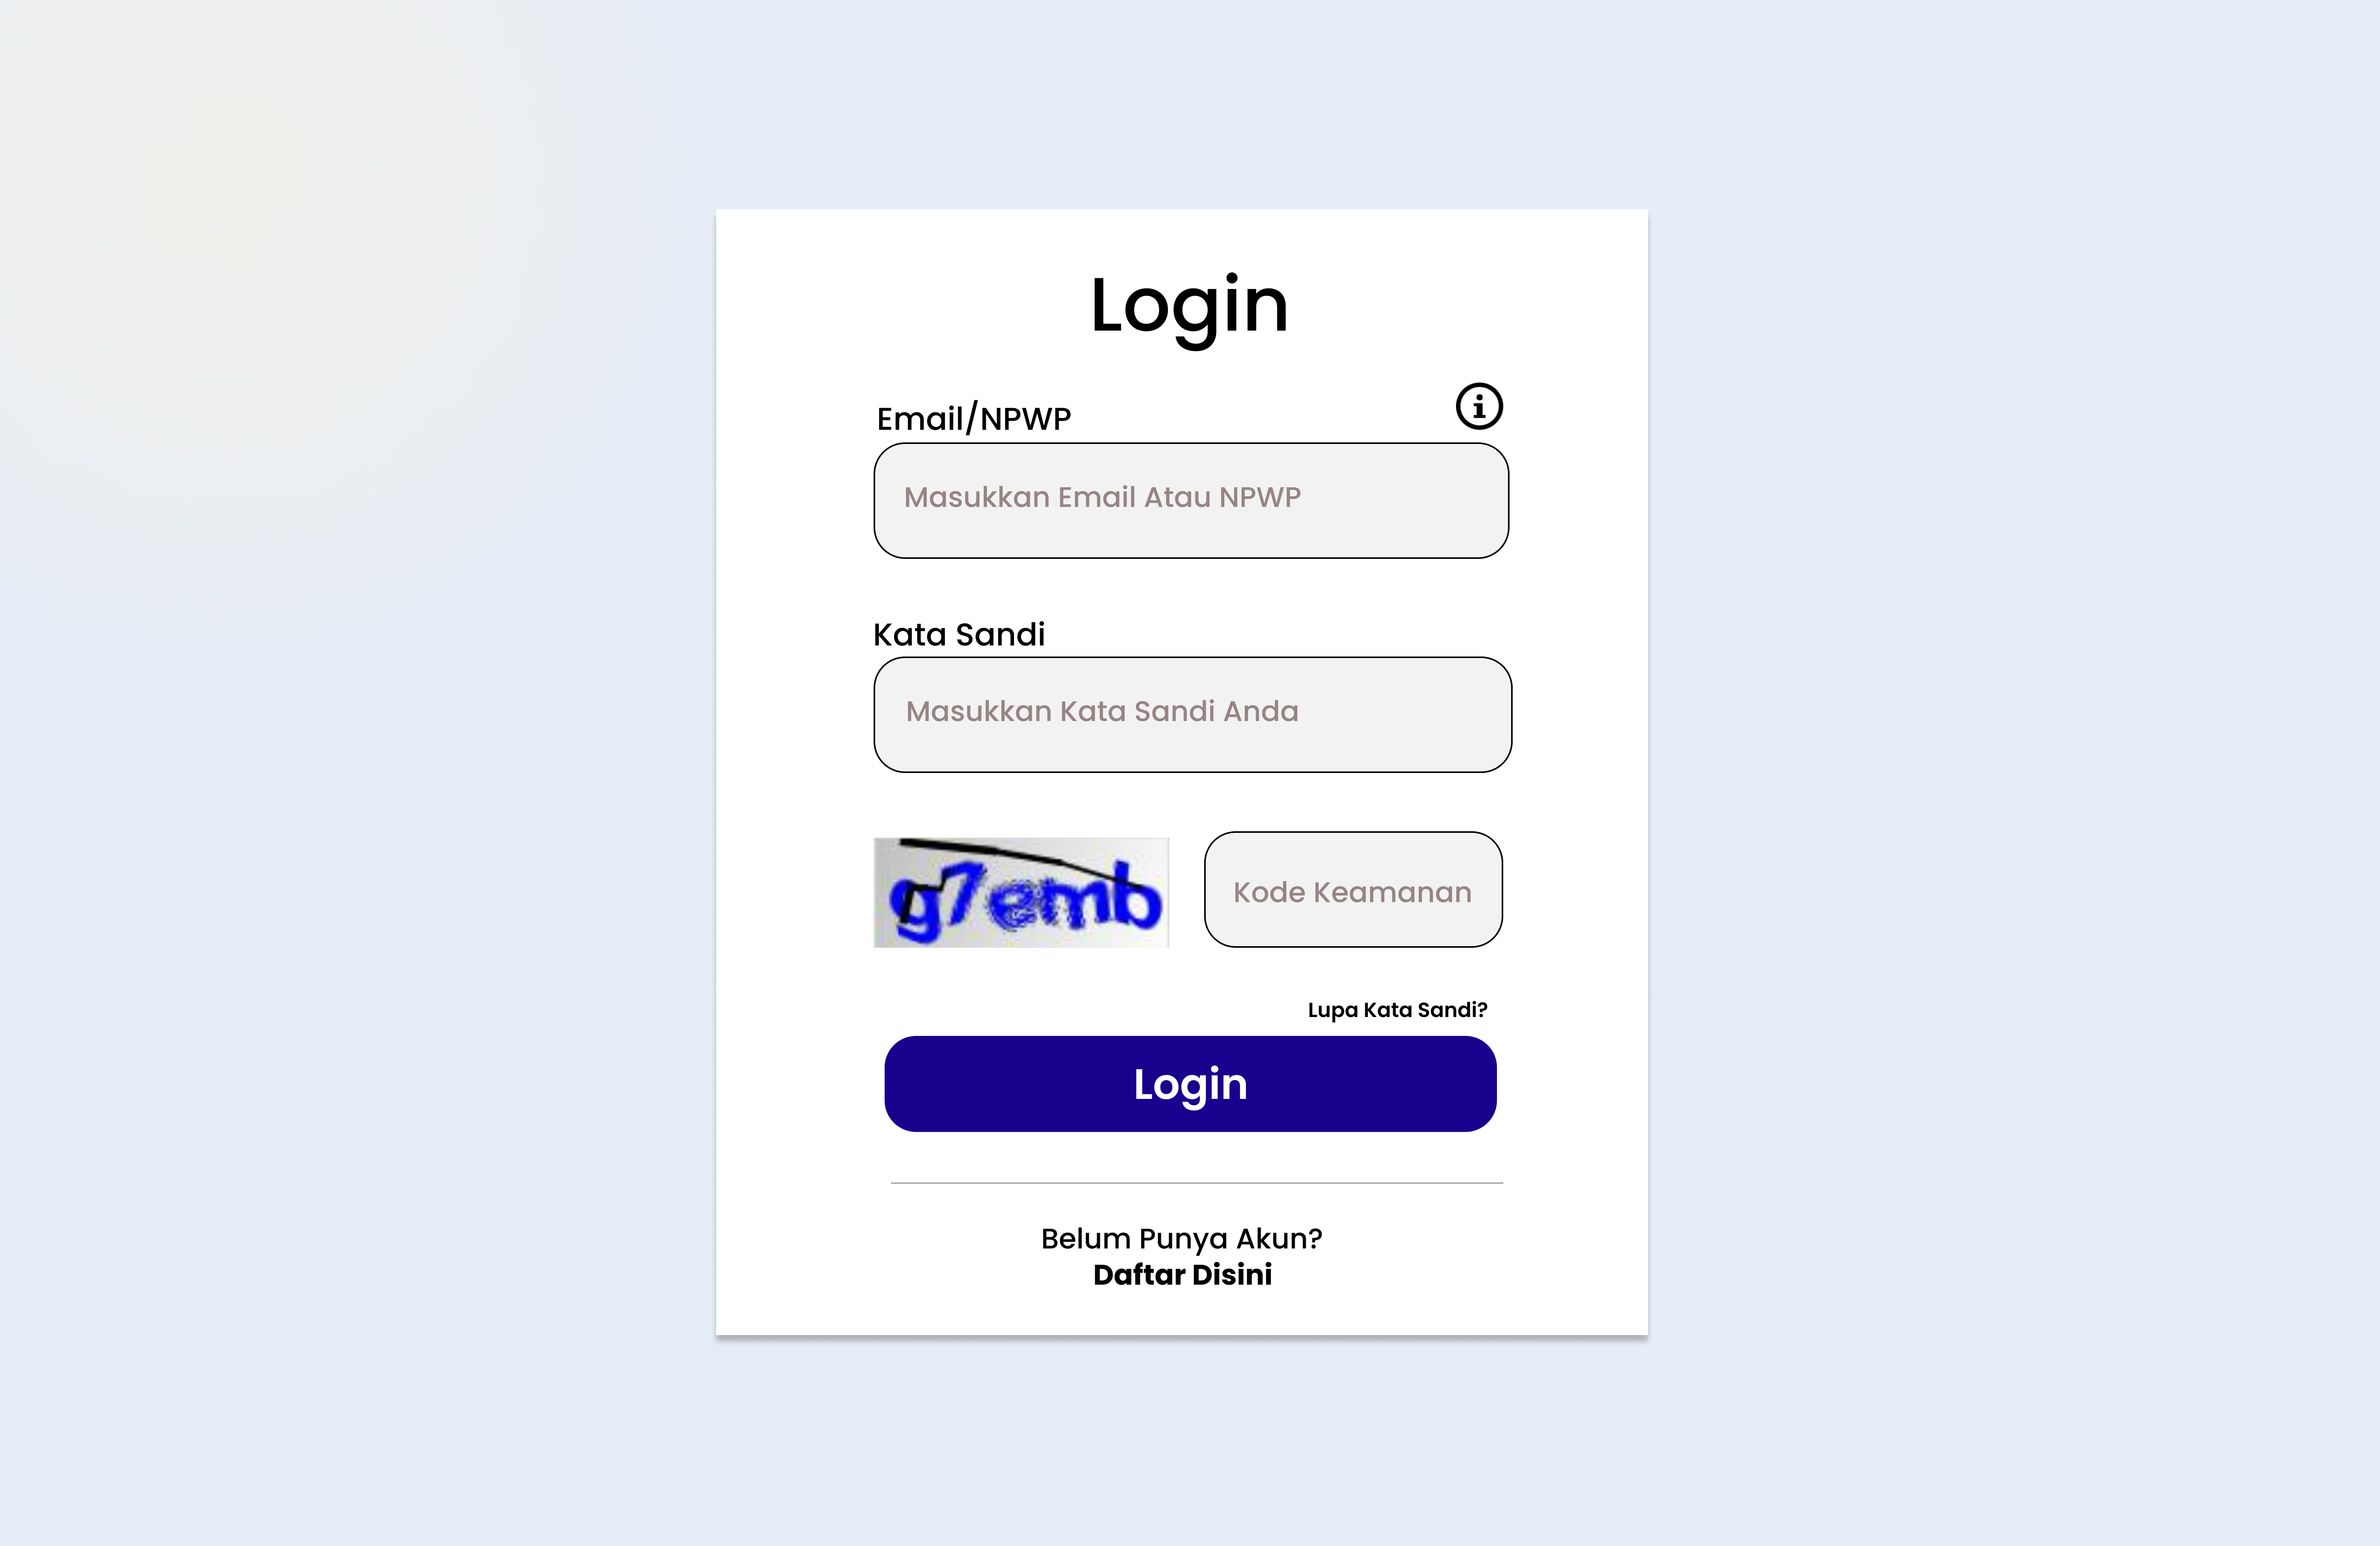 Login
Email/NPWP
Masukkan Email Atau NPWP
Kata Sandi
Masukkan Kata Sandi Anda
g7emb
Kode Keamanan
Lupa Kata Sandi?
Login
Belum Punya Akun?
Daftar Disini